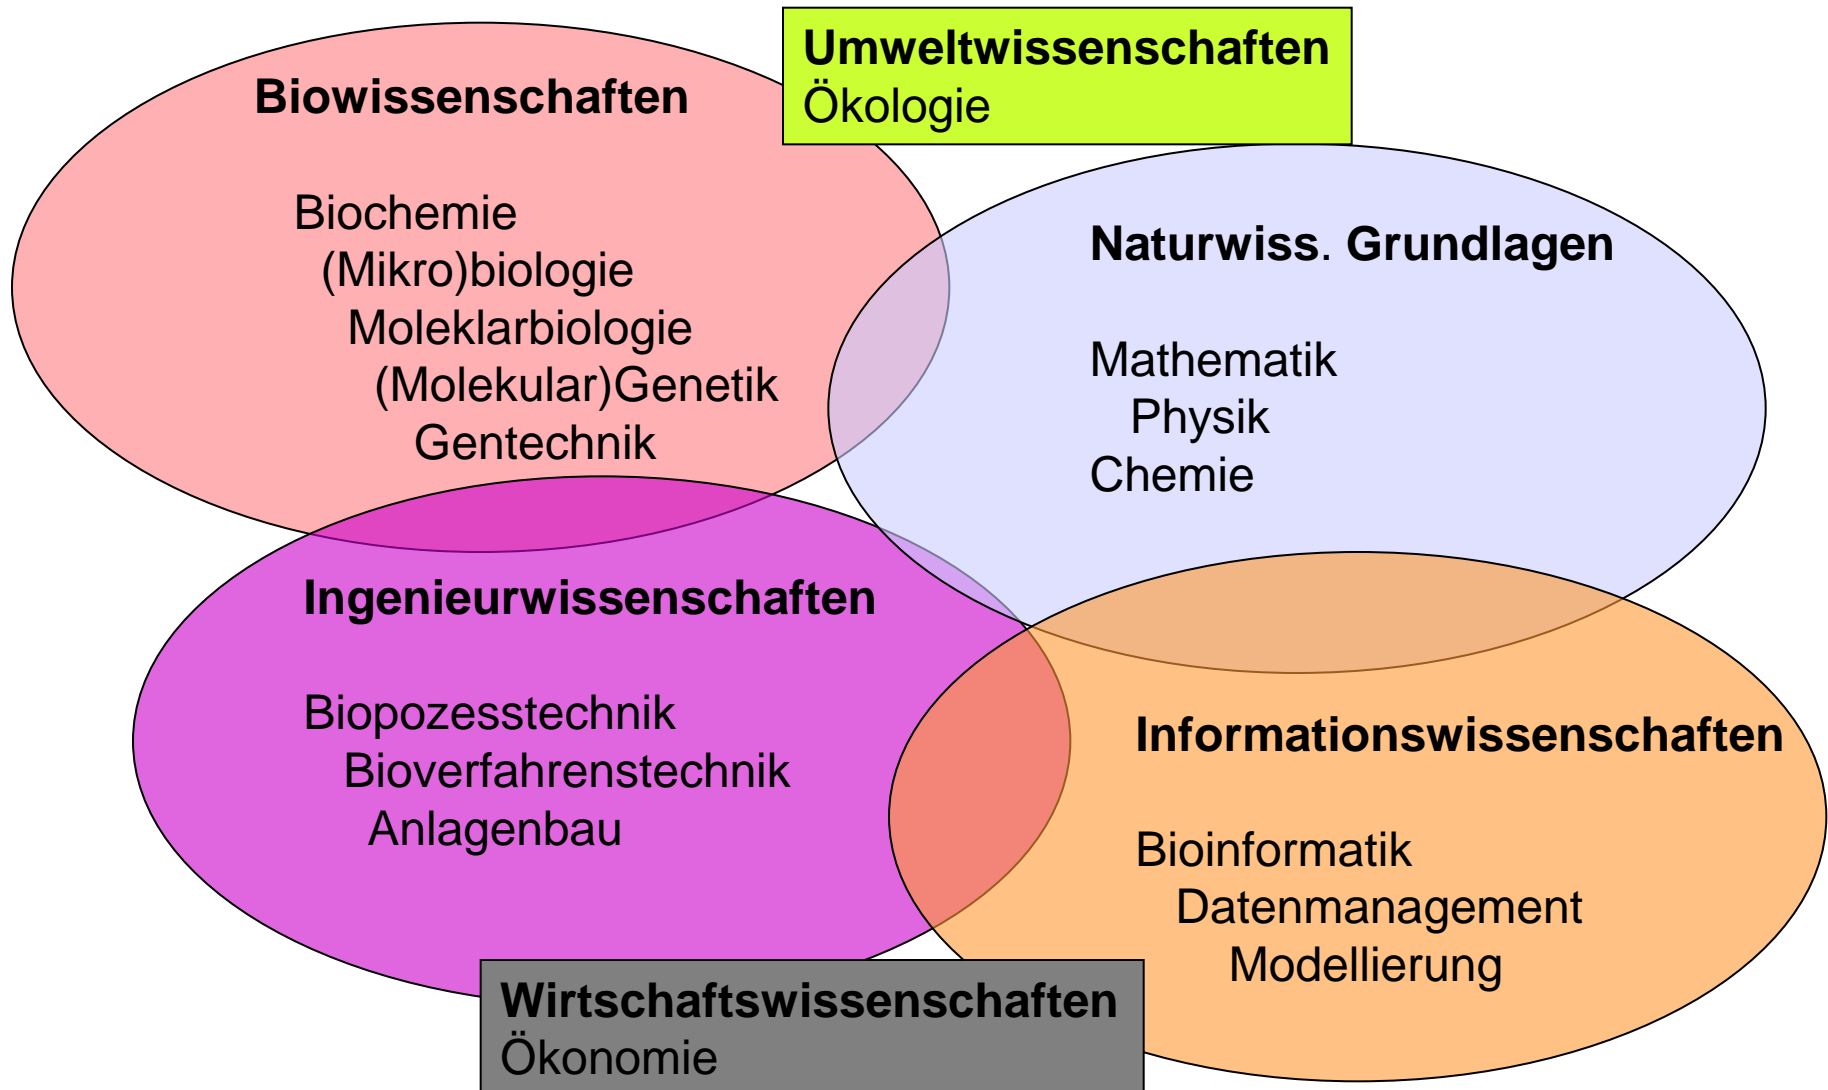 Umweltwissenschaften
Ökologie
Biowissenschaften
Biochemie
(Mikro)biologie
Moleklarbiologie
(Molekular)Genetik
Gentechnik
Naturwiss. Grundlagen
Mathematik
Physik
Chemie
Ingenieurwissenschaften
Biopozesstechnik
Bioverfahrenstechnik
Anlagenbau
Informationswissenschaften
Bioinformatik
Datenmanagement
Modellierung
Wirtschaftswissenschaften
Ökonomie